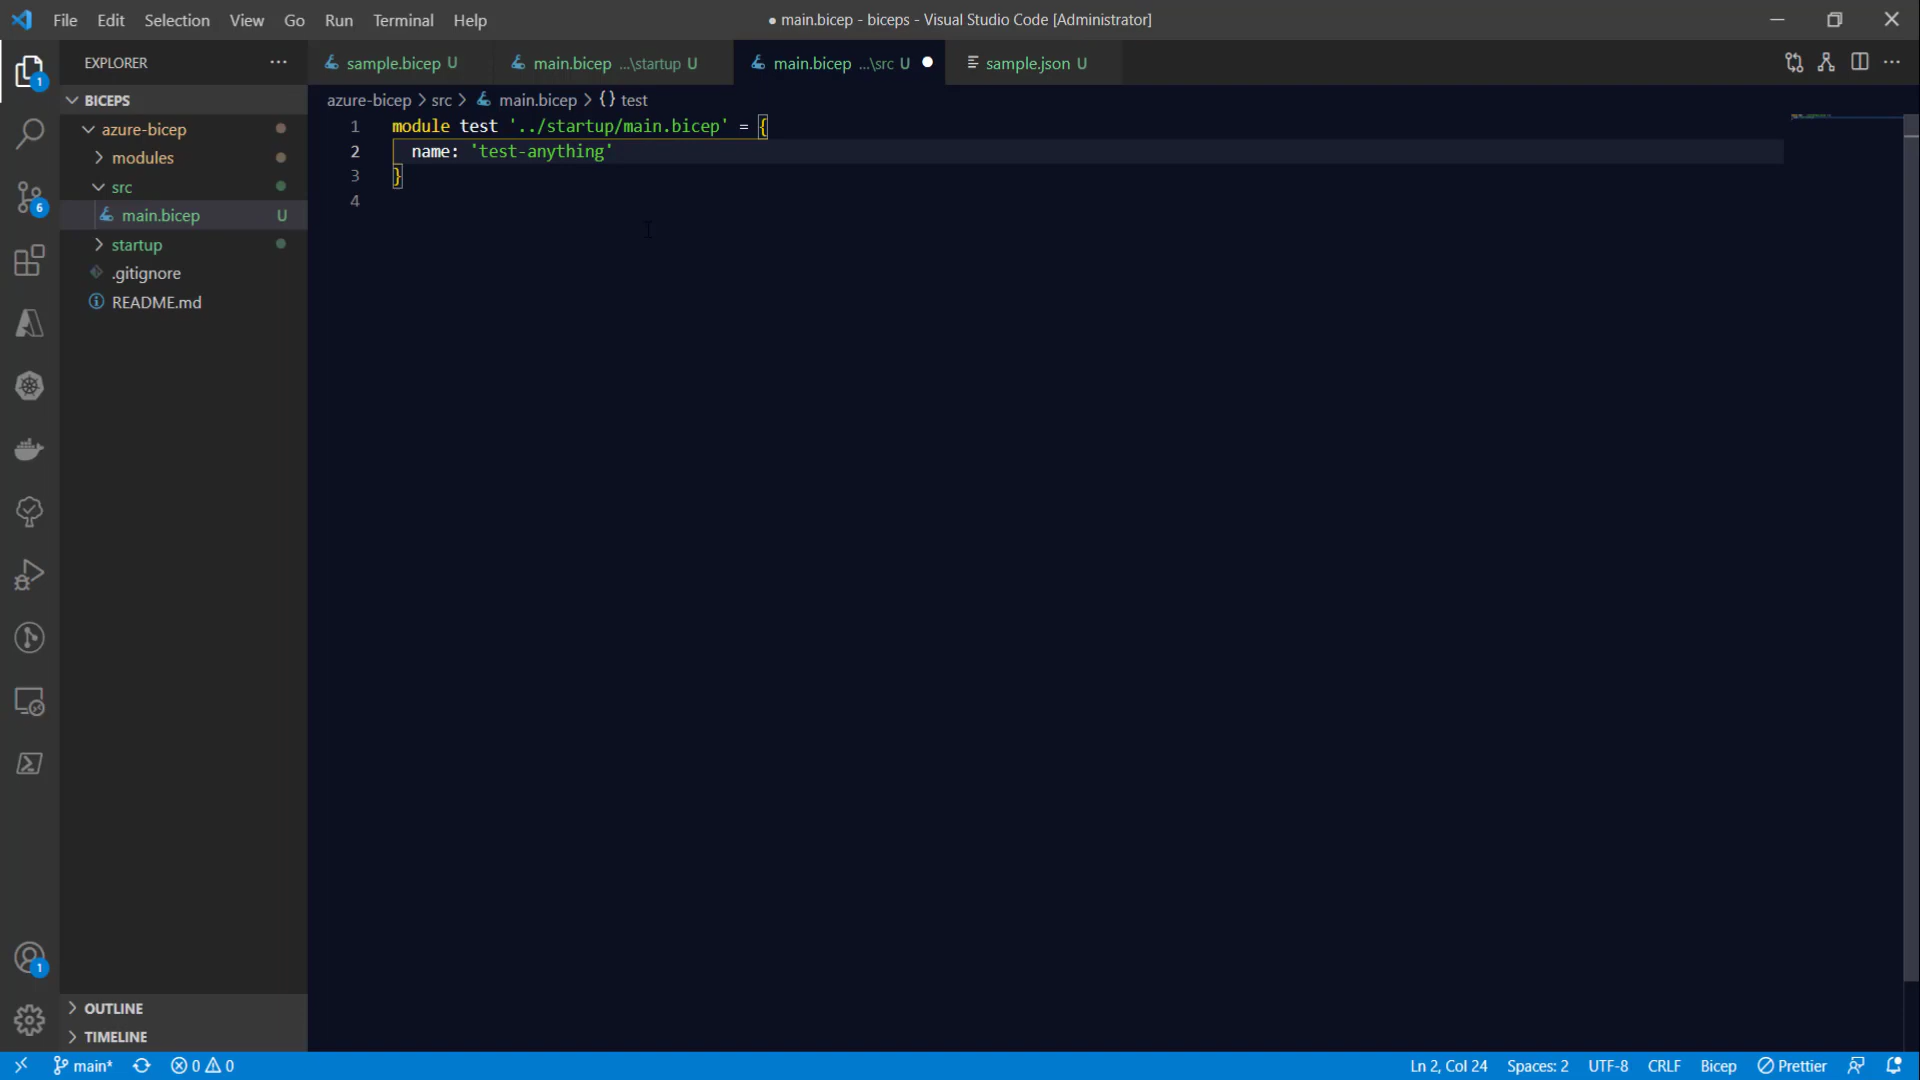 File Edit Selection View Go Run Terminal Help
● main.bicep - biceps - Visual Studio Code [Administrator]
EXPLORER
sample.bicep U
main.bicep ...\startup U
main.bicep ...\src U
sample.json U
1
BICEPS
azure-bicep > src > main.bicep > {} test
azure-bicep
modules
src
main.bicep U
startup
.gitignore
README.md
6
1 module test '../startup/main.bicep' = {
2 name: 'test-anything'
3 }
4
1
OUTLINE
TIMELINE
main* 0 0
Ln 2, Col 24 Spaces: 2 UTF-8 CRLF Bicep Prettier